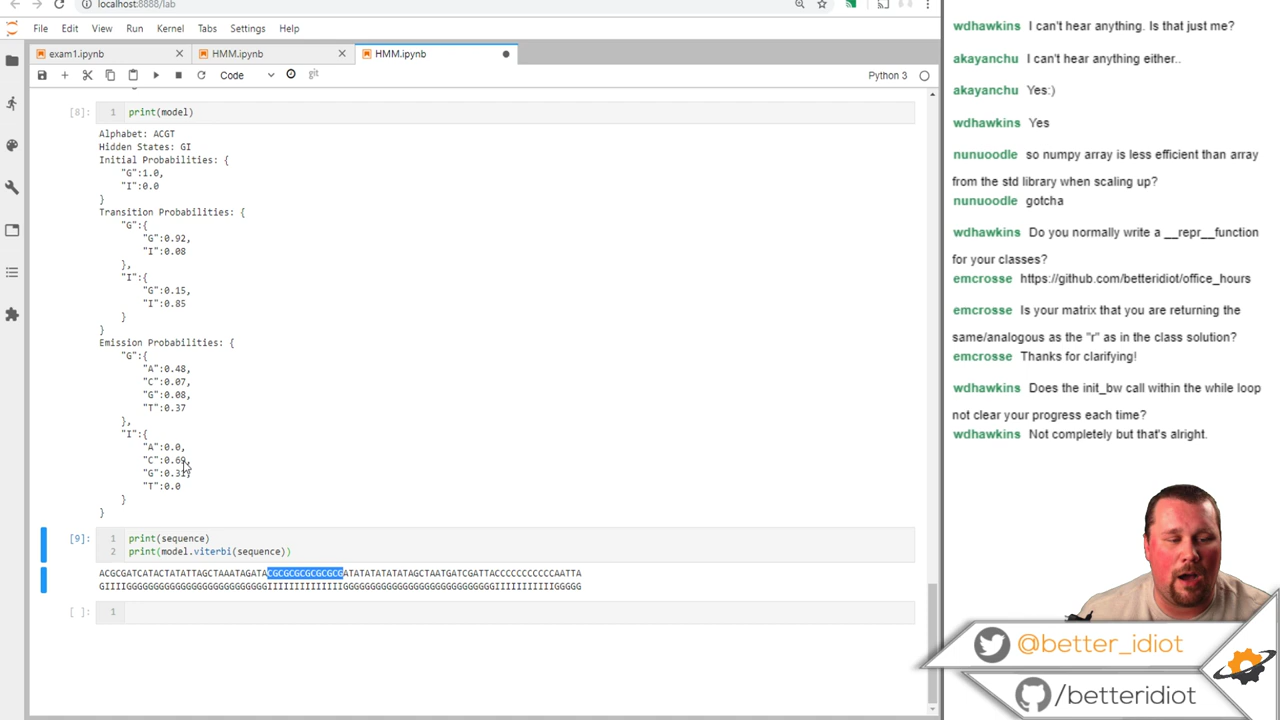 localhost:8888/lab
File Edit View Run Kernel Git Tabs Settings Help
exam1.ipynb
HMM.ipynb
HMM.ipynb
Code
git
Python 3
[8]:
1 print(model)
Alphabet: ACGT
Hidden States: GI
Initial Probabilities: {
"G":1.0,
"I":0.0
}
Transition Probabilities: {
"G":{
"G":0.92,
"I":0.08
},
"I":{
"G":0.15,
"I":0.85
}
}
Emission Probabilities: {
"G":{
"A":0.48,
"C":0.07,
"G":0.08,
"T":0.37
},
"I":{
"A":0.0,
"C":0.69,
"G":0.31,
"T":0.0
}
}
[9]:
1 print(sequence)
2 print(model.viterbi(sequence))
ACGCGATCATACTATATTAGCTAAATAGATACGCGCGCGCGCGCGATATATATATATAGCTAATGATCGATTACCCCCCCCCCCAATTA
GIIIIGGGGGGGGGGGGGGGGGGGGGGGGGGIIIIIIIIIIIIIIGGGGGGGGGGGGGGGGGGGGGGGGGGGGIIIIIIIIIIIGGGGG
[ ]:
1
wdhawkins I can't hear anything. Is that just me?
akayanchu I can't hear anything either..
akayanchu Yes:)
wdhawkins Yes
nunuoodle so numpy array is less efficient than array
from the std library when scaling up?
nunuoodle gotcha
wdhawkins Do you normally write a __repr__function
for your classes?
emcrosse https://github.com/betteridiot/office_hours
emcrosse Is your matrix that you are returning the
same/analogous as the "r" as in the class solution?
emcrosse Thanks for clarifying!
wdhawkins Does the init_bw call within the while loop
not clear your progress each time?
wdhawkins Not completely but that's alright.
@better_idiot
/betteridiot